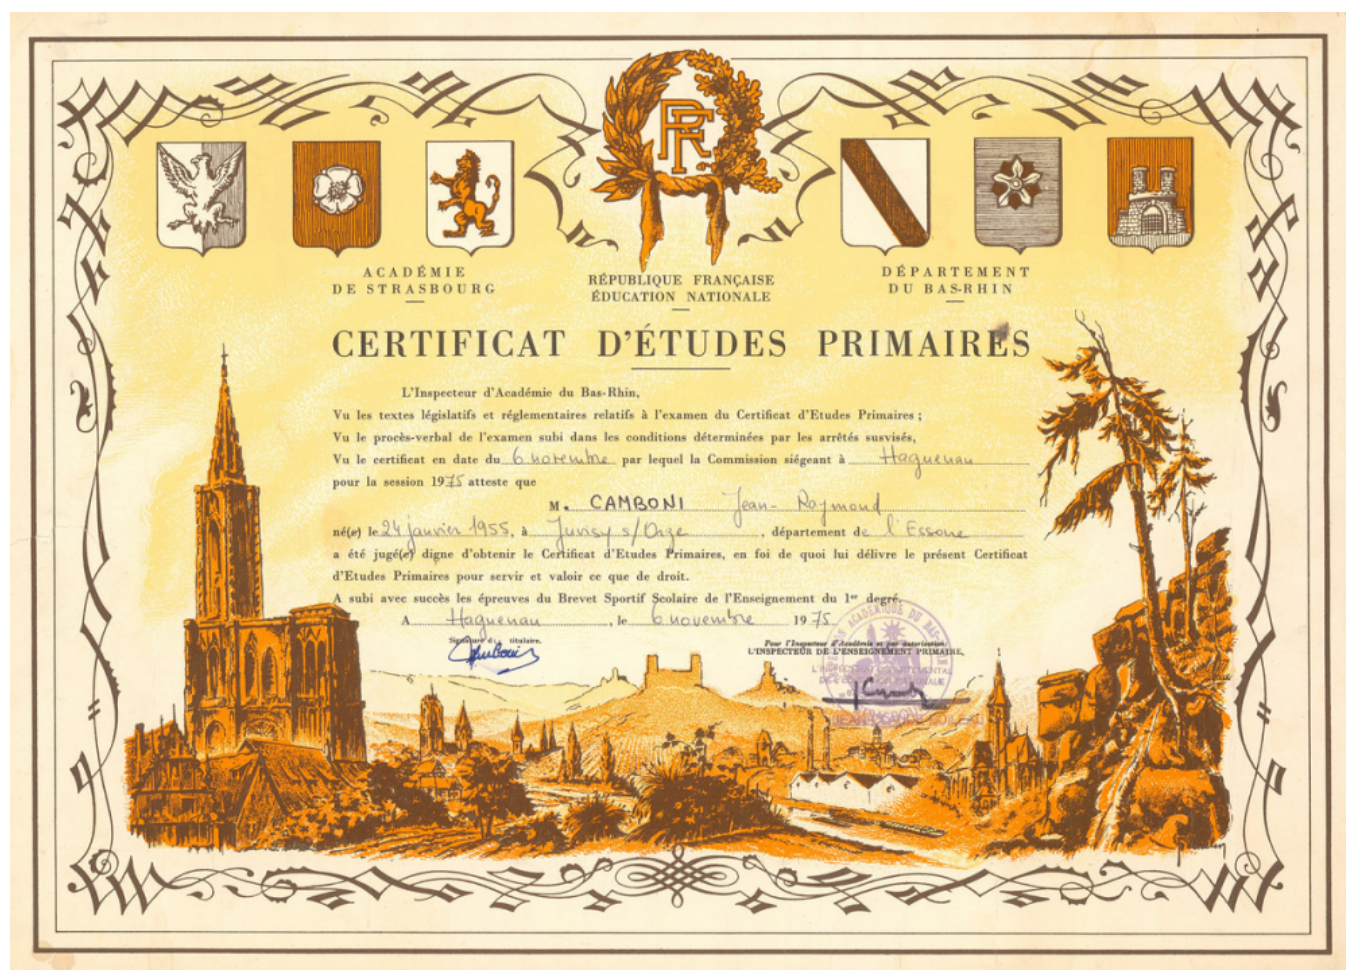 RF
ACADÉMIE
DE STRASBOURG
RÉPUBLIQUE FRANÇAISE
ÉDUCATION NATIONALE
DÉPARTEMENT
DU BAS-RHIN
CERTIFICAT D'ÉTUDES PRIMAIRES
L'Inspecteur d'Académie du Bas-Rhin,
Vu les textes législatifs et réglementaires relatifs à l'examen du Certificat d'Etudes Primaires ;
Vu le procès-verbal de l'examen subi dans les conditions déterminées par les arrêtés susvisés,
Vu le certificat en date du 6 novembre par lequel la Commission siégeant à Haguenau
pour la session 1975 atteste que
M. CAMBONI Jean-Raymond
né(e) le 24 janvier 1955, à Juvisy s/Orge, département de l'Essone
a été jugé(e) digne d'obtenir le Certificat d'Etudes Primaires, en foi de quoi lui délivre le présent Certificat
d'Etudes Primaires pour servir et valoir ce que de droit.
A subi avec succès les épreuves du Brevet Sportif Scolaire de l'Enseignement du 1er degré.
A Haguenau, le 6 novembre 1975
Signature du titulaire.
Pour l'Inspecteur d'Académie et par autorisation:
L'INSPECTEUR DE L'ENSEIGNEMENT PRIMAIRE,